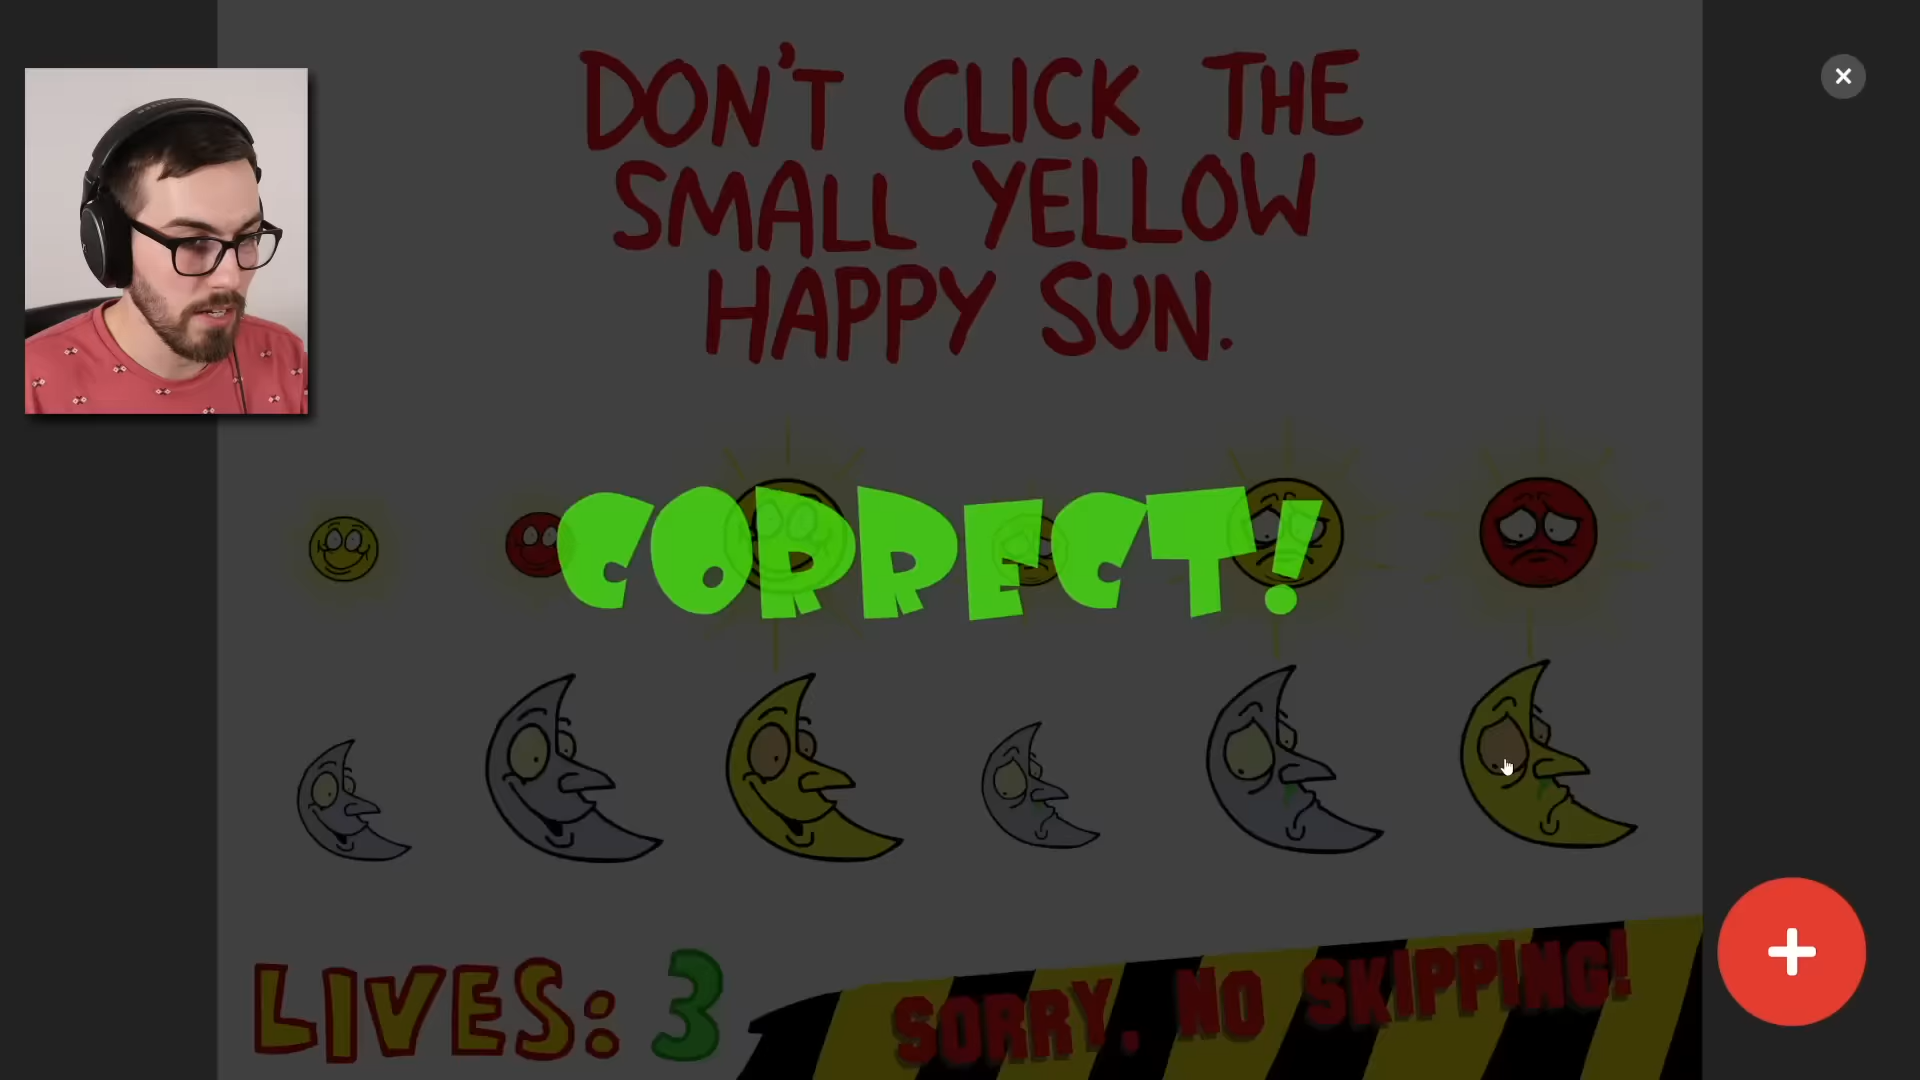 DON'T CLICK THE
SMALL YELLOW
HAPPY SUN.
CORRECT!
LIVES: 3
SORRY, NO SKIPPING!